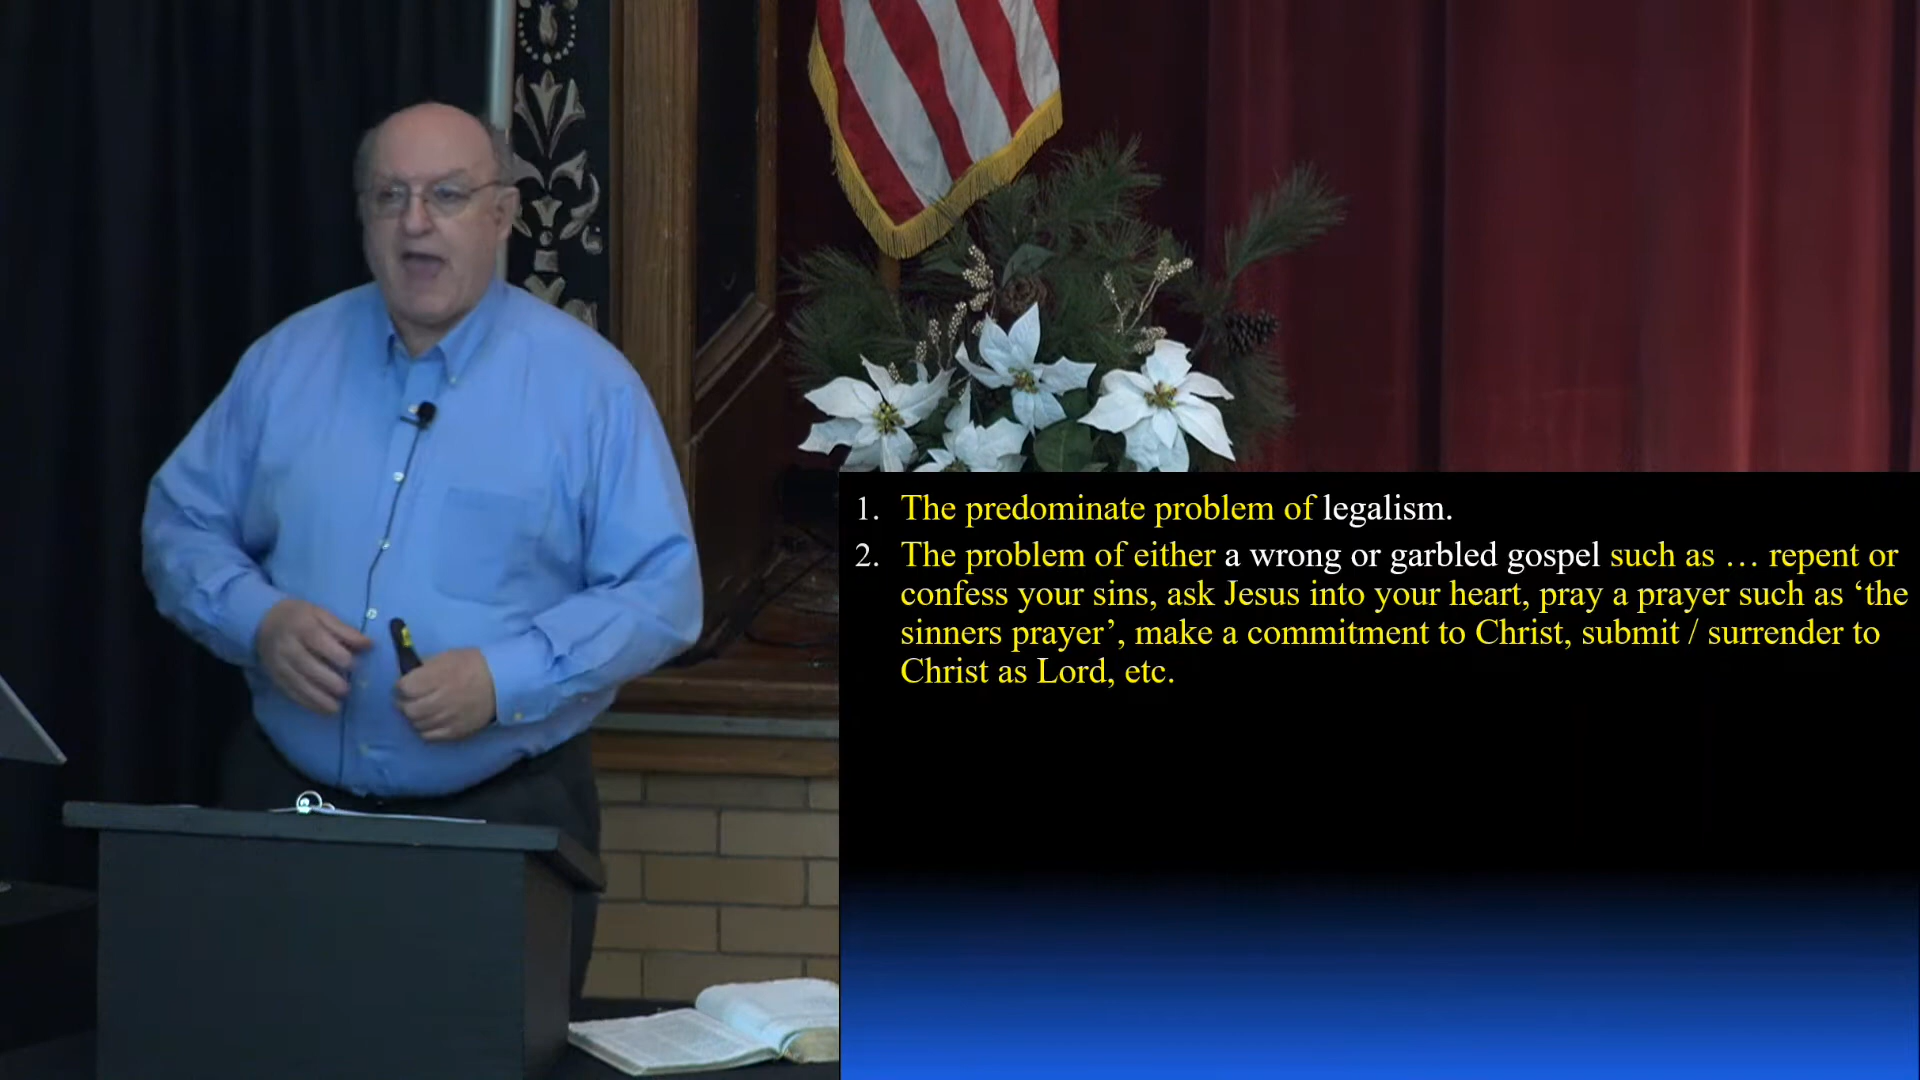 1. The predominate problem of legalism.
2. The problem of either a wrong or garbled gospel such as … repent or
confess your sins, ask Jesus into your heart, pray a prayer such as ‘the
sinners prayer’, make a commitment to Christ, submit / surrender to
Christ as Lord, etc.